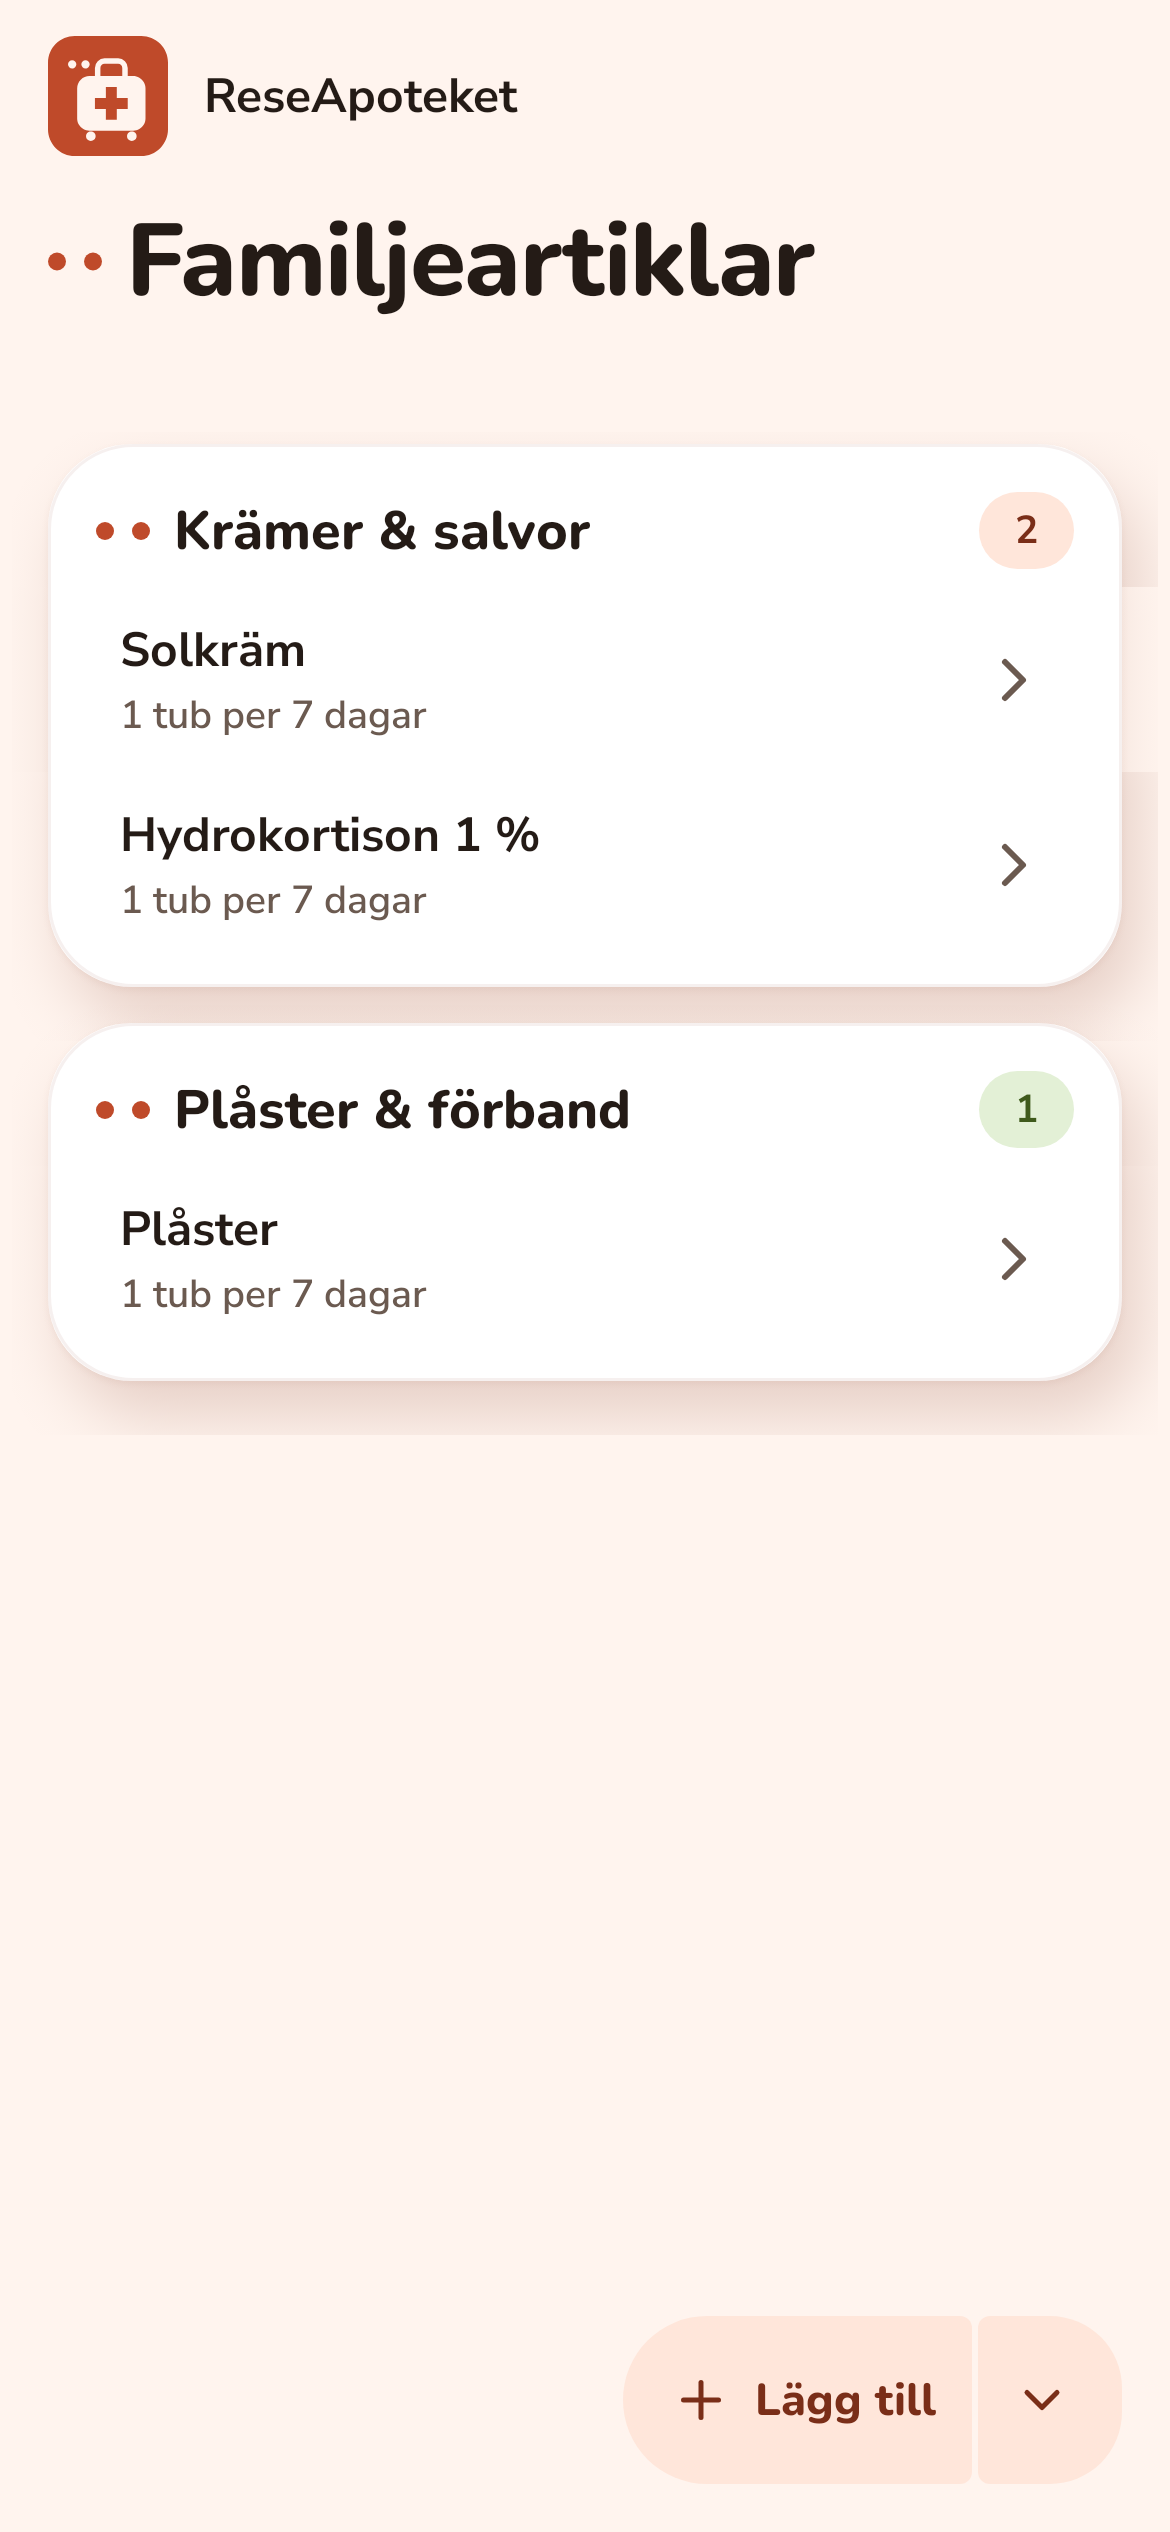 ReseApoteket
Familjeartiklar
Krämer & salvor
2
Solkräm
1 tub per 7 dagar
Hydrokortison 1 %
1 tub per 7 dagar
Plåster & förband
1
Plåster
1 tub per 7 dagar
Lägg till